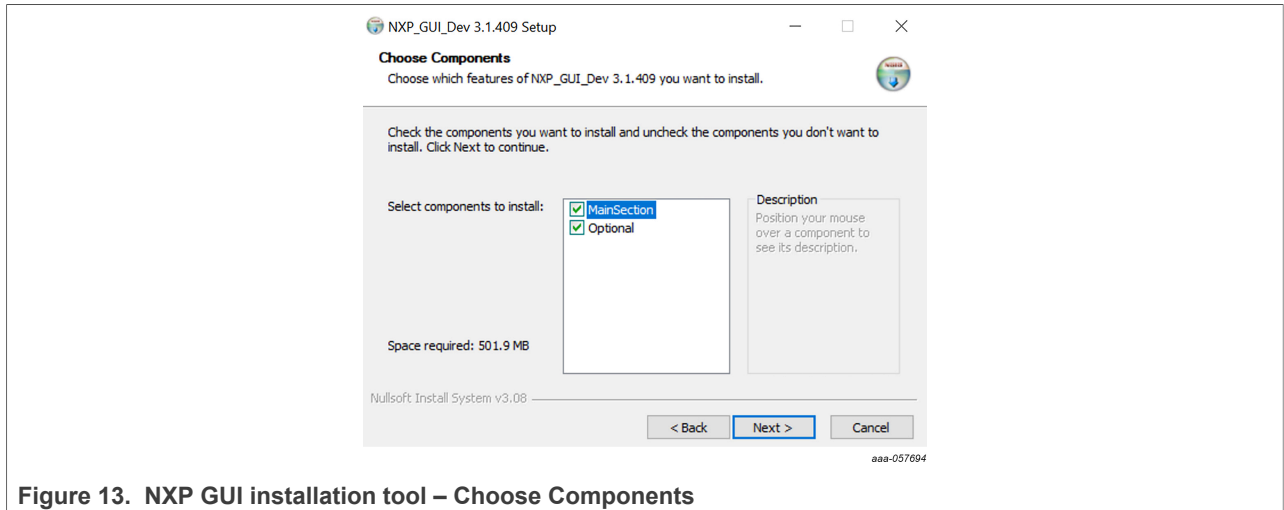 NXP_GUI_Dev 3.1.409 Setup
Choose Components
Choose which features of NXP_GUI_Dev 3.1.409 you want to install.
Check the components you want to install and uncheck the components you don't want to
install. Click Next to continue.
Select components to install:
MainSection
Optional
Description
Position your mouse
over a component to
see its description.
Space required: 501.9 MB
Nullsoft Install System v3.08
< Back
Next >
Cancel
aaa-057694
Figure 13. NXP GUI installation tool – Choose Components